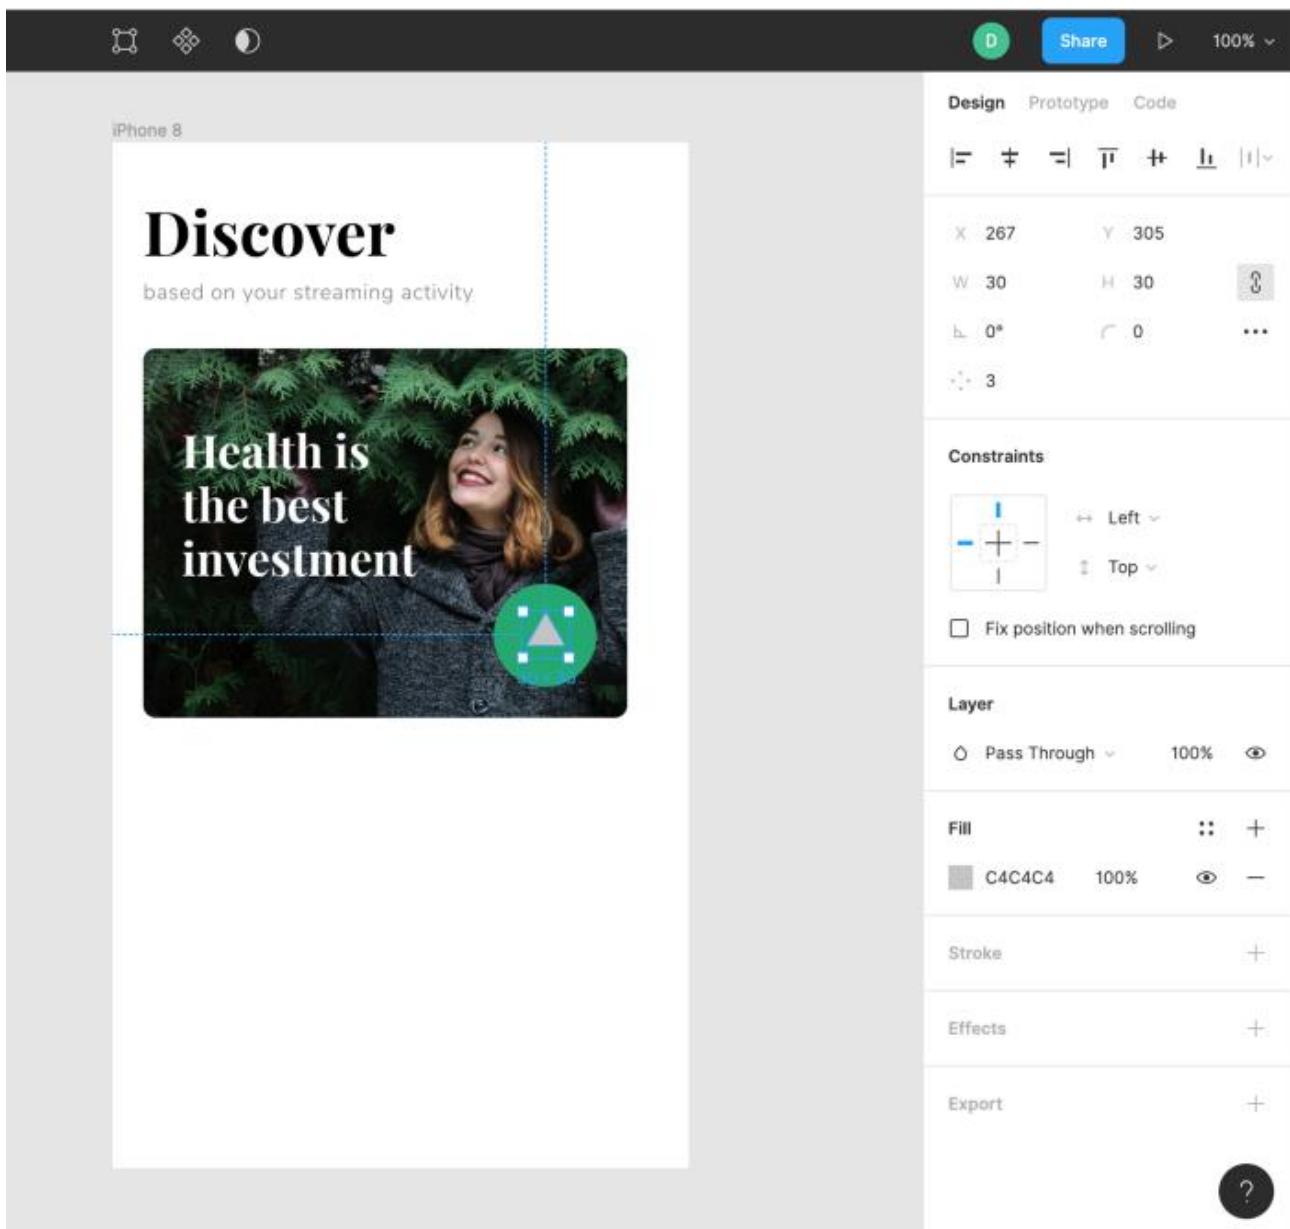 D Share 100%
Design Prototype Code
iPhone 8
Discover
based on your streaming activity
Health is
the best
investment
X 267 Y 305
W 30 H 30
0° 0
3
Constraints
Left
Top
Fix position when scrolling
Layer
Pass Through 100%
Fill
C4C4C4 100%
Stroke
Effects
Export
?